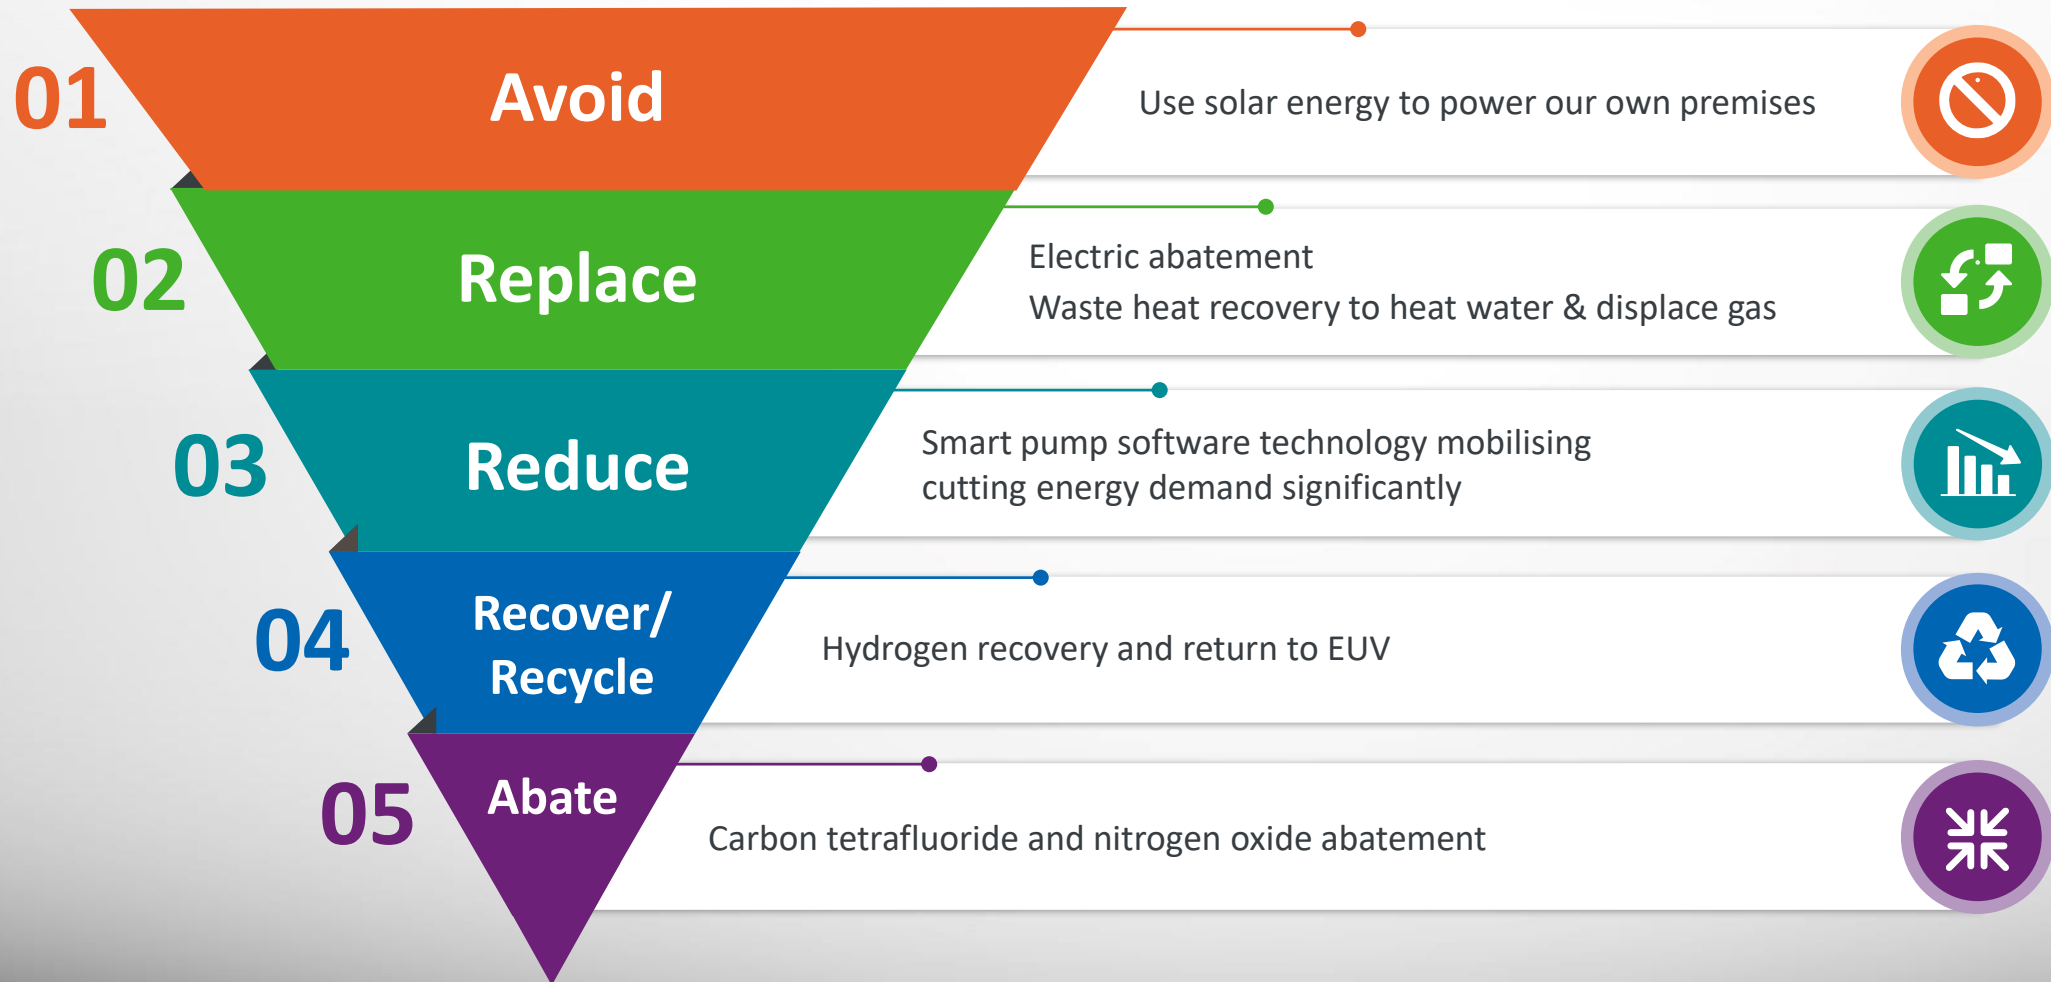 01
Avoid
Use solar energy to power our own premises
02
Replace
Electric abatement
Waste heat recovery to heat water & displace gas
03
Reduce
Smart pump software technology mobilising
cutting energy demand significantly
04
Recover/
Recycle
Hydrogen recovery and return to EUV
05
Abate
Carbon tetrafluoride and nitrogen oxide abatement